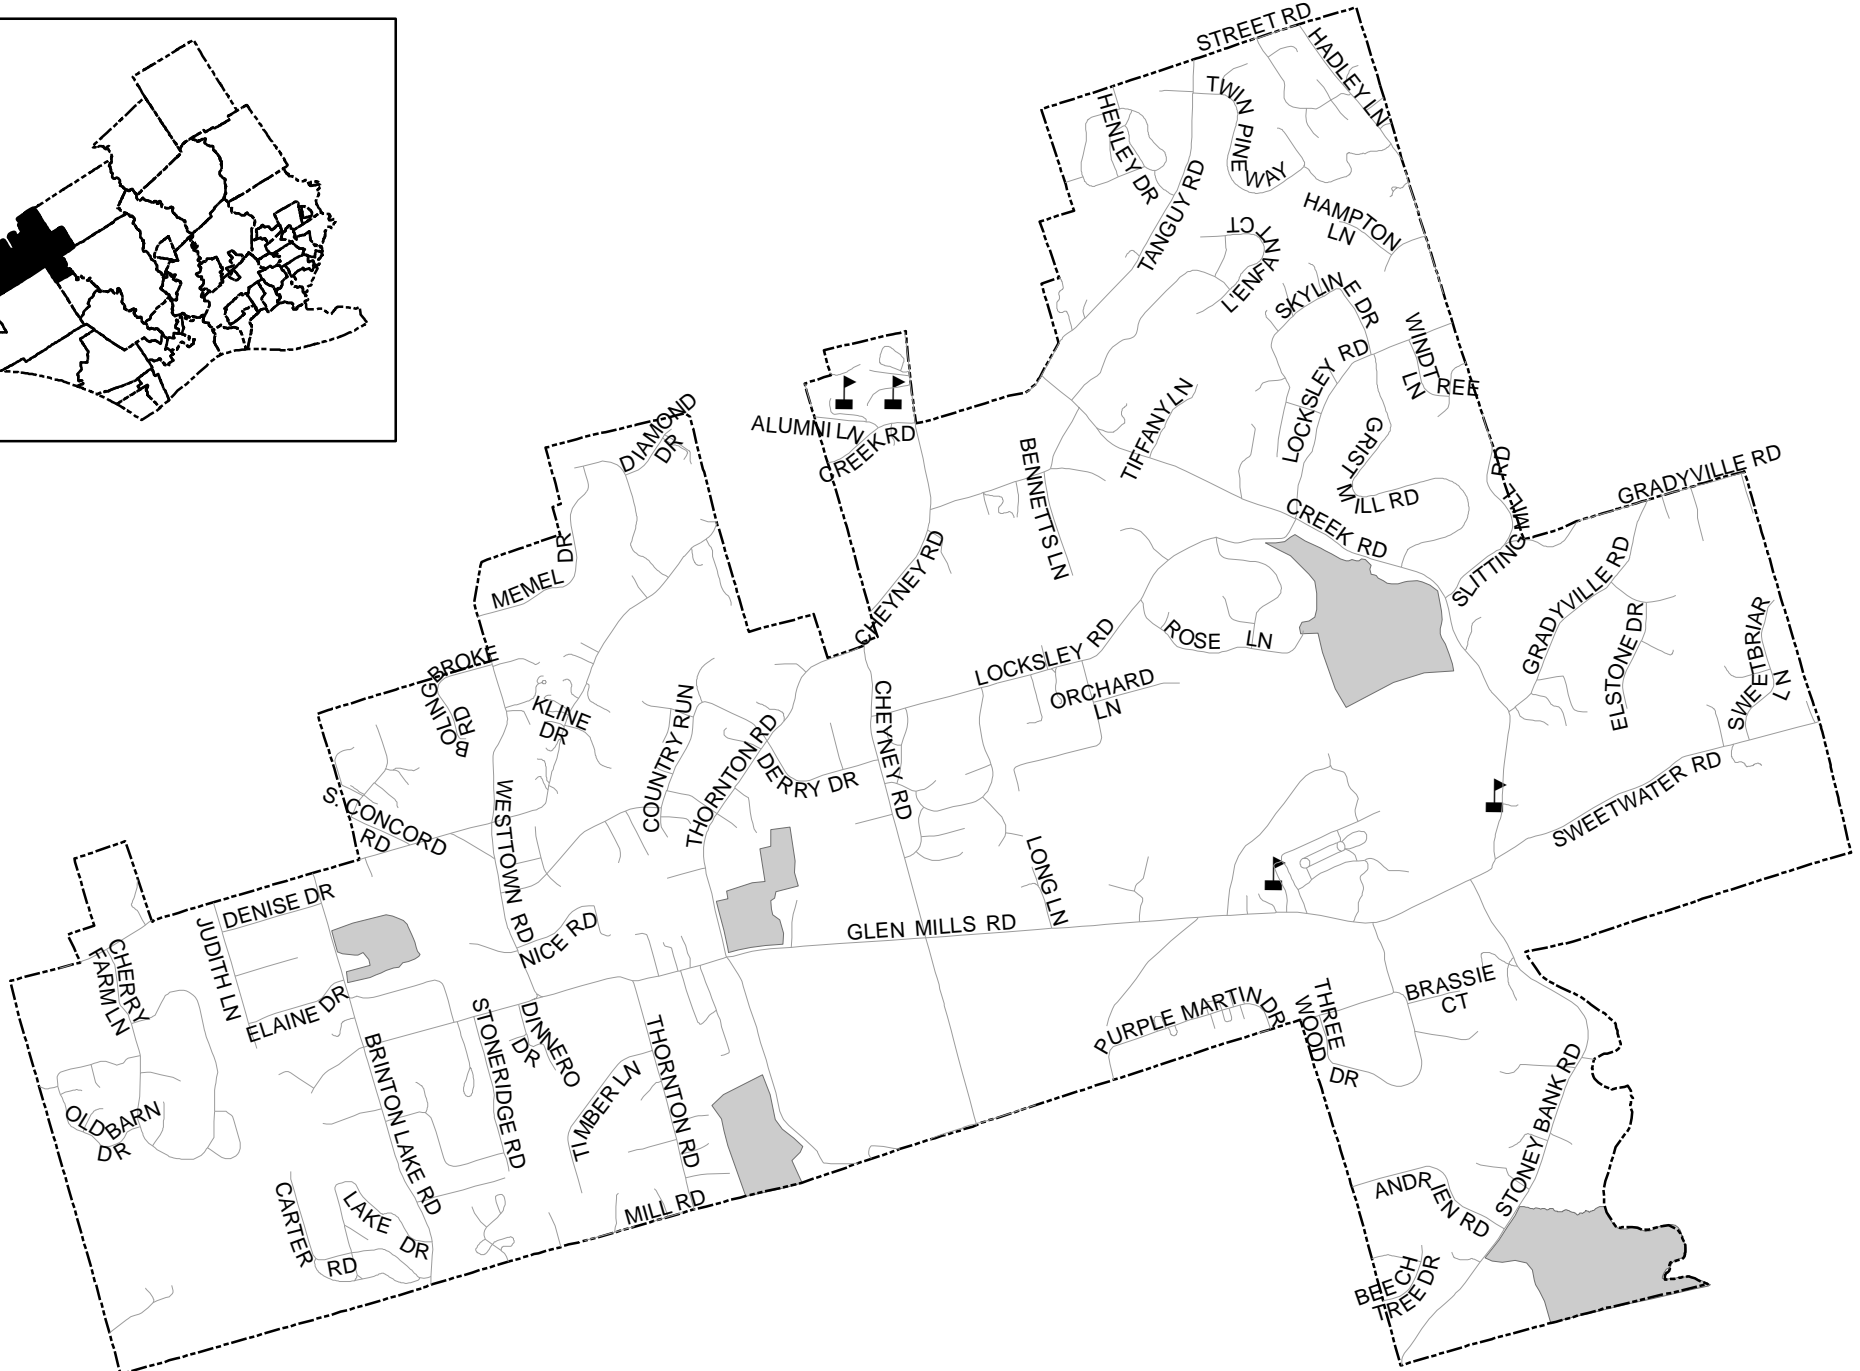 STREET RD
HADLEY LN
TWIN PINE WAY
HENLEY DR
TANGUY RD
HAMPTON
LN
L'ENFANT CT
SKYLINE DR
WINDTREE
LN
LOCKSLEY RD
TIFFANY LN
GRIST MILL RD
DIAMOND
DR
ALUMNI LN
CREEK RD
BENNETTS LN
CREEK RD
SLITTING MILL RD
GRADYVILLE RD
MEMEL DR
CHEYNEY RD
GRADYVILLE RD
ELSTONE DR
SWEETBRIAR
LN
ROSE LN
LOCKSLEY RD
ORCHARD
LN
BOLINGBROKE
RD
KLINE
DR
COUNTRY RUN
THORNTON RD
DERRY DR
CHEYNEY RD
S. CONCORD
RD
WESTTOWN RD
SWEETWATER RD
LONG LN
DENISE DR
JUDITH LN
NICE RD
GLEN MILLS RD
CHERRY
FARM LN
ELAINE DR
STONERIDGE RD
DINNERO
DR
PURPLE MARTIN DR
THREE
WOOD
DR
BRASSIE
CT
BRINTON LAKE RD
TIMBER LN
THORNTON RD
OLD BARN
DR
STONEY BANK RD
CARTER RD
LAKE DR
MILL RD
ANDRIEN RD
BEECH
TREE DR